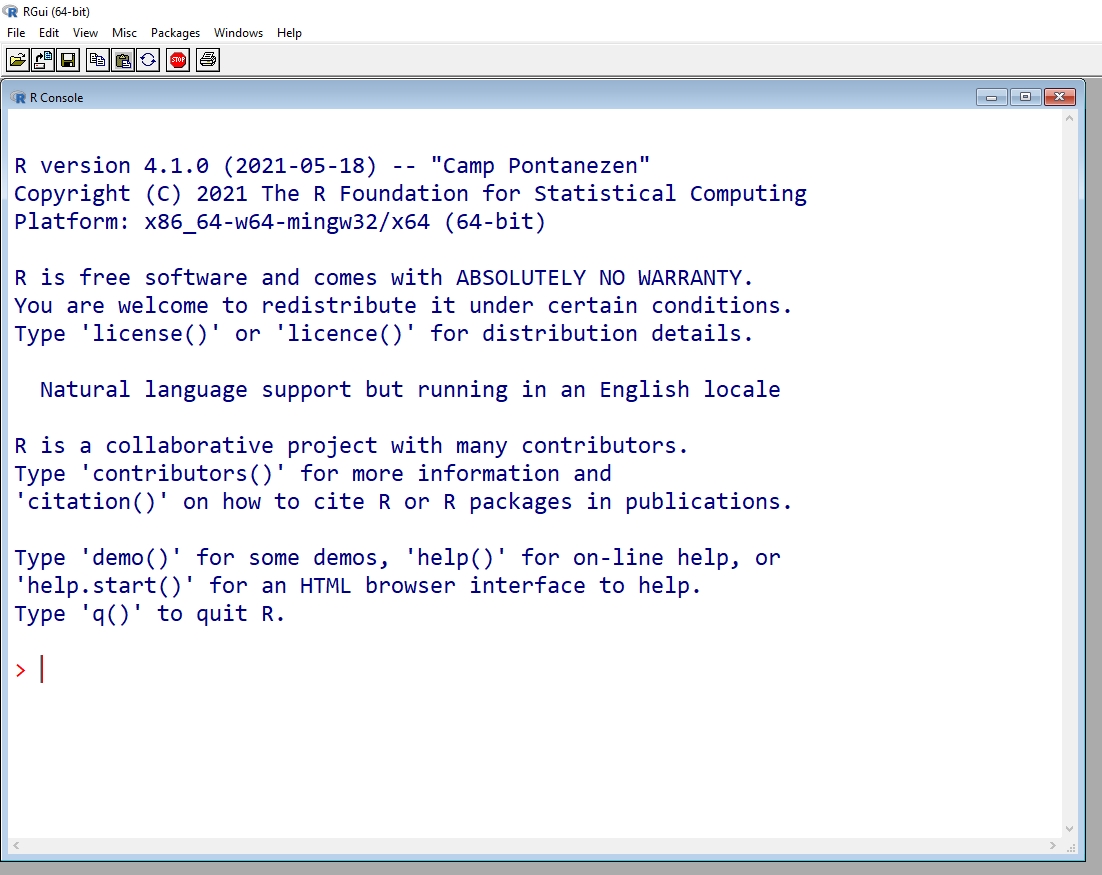 RGui (64-bit)
File Edit View Misc Packages Windows Help
STOP
R Console
R version 4.1.0 (2021-05-18) -- "Camp Pontanezen"
Copyright (C) 2021 The R Foundation for Statistical Computing
Platform: x86_64-w64-mingw32/x64 (64-bit)
R is free software and comes with ABSOLUTELY NO WARRANTY.
You are welcome to redistribute it under certain conditions.
Type 'license()' or 'licence()' for distribution details.
Natural language support but running in an English locale
R is a collaborative project with many contributors.
Type 'contributors()' for more information and
'citation()' on how to cite R or R packages in publications.
Type 'demo()' for some demos, 'help()' for on-line help, or
'help.start()' for an HTML browser interface to help.
Type 'q()' to quit R.
>